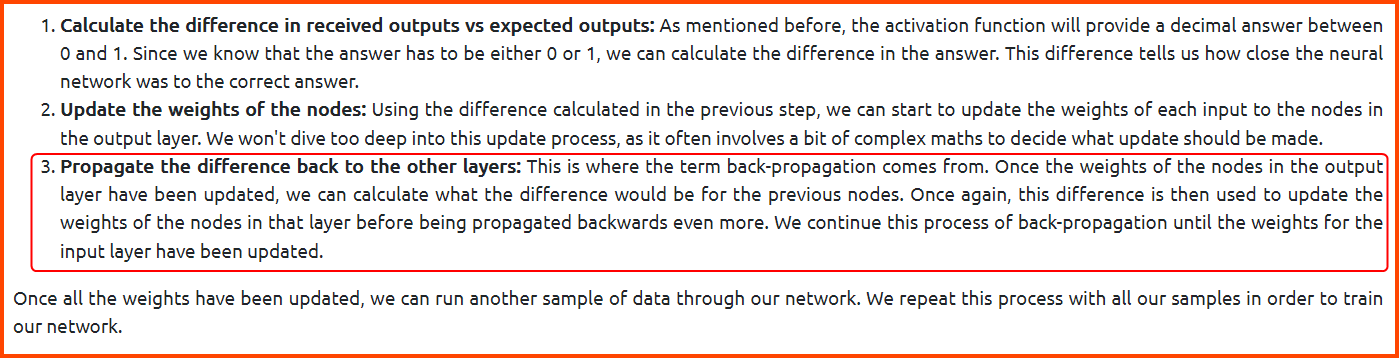 1. Calculate the difference in received outputs vs expected outputs: As mentioned before, the activation function will provide a decimal answer between
0 and 1. Since we know that the answer has to be either 0 or 1, we can calculate the difference in the answer. This difference tells us how close the neural
network was to the correct answer.
2. Update the weights of the nodes: Using the difference calculated in the previous step, we can start to update the weights of each input to the nodes in
the output layer. We won't dive too deep into this update process, as it often involves a bit of complex maths to decide what update should be made.
3. Propagate the difference back to the other layers: This is where the term back-propagation comes from. Once the weights of the nodes in the output
layer have been updated, we can calculate what the difference would be for the previous nodes. Once again, this difference is then used to update the
weights of the nodes in that layer before being propagated backwards even more. We continue this process of back-propagation until the weights for the
input layer have been updated.
Once all the weights have been updated, we can run another sample of data through our network. We repeat this process with all our samples in order to train
our network.